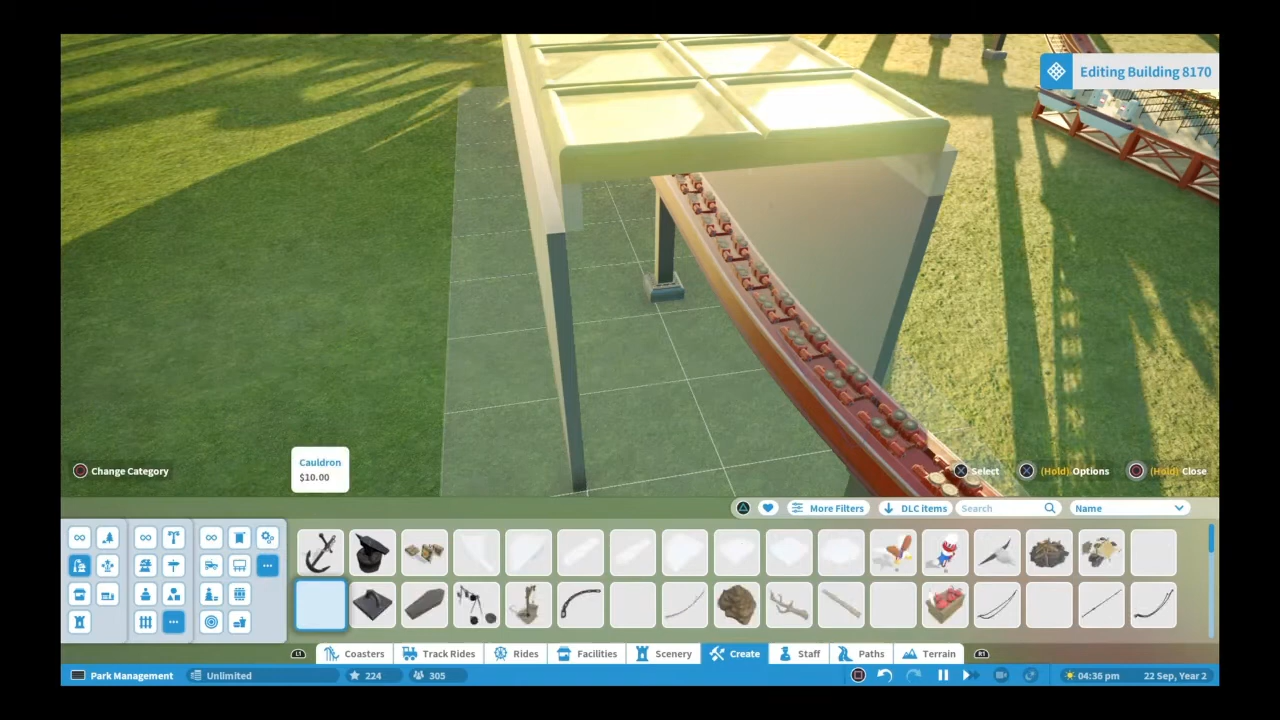 Editing Building 8170
Change Category
Cauldron
$10.00
Select
(Hold) Options
(Hold) Close
More Filters
DLC items
Search
Name
L1
Coasters
Track Rides
Rides
Facilities
Scenery
Create
Staff
Paths
Terrain
R1
Park Management
Unlimited
224
305
04:36 pm
22 Sep, Year 2